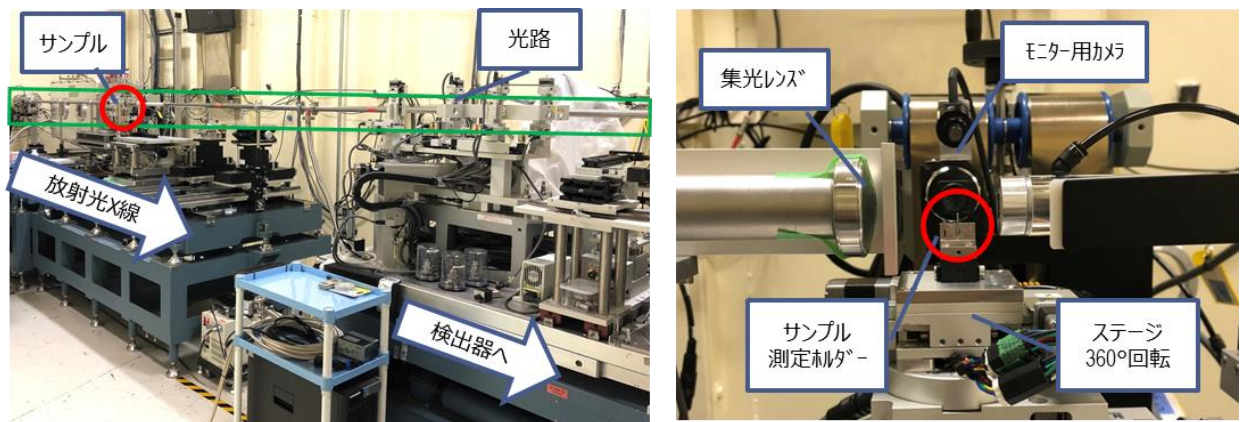 サンプル
光路
放射光X線
検出器へ
モニター用カメラ
集光レンズ
サンプル
測定ホルダー
ステージ
360°回転